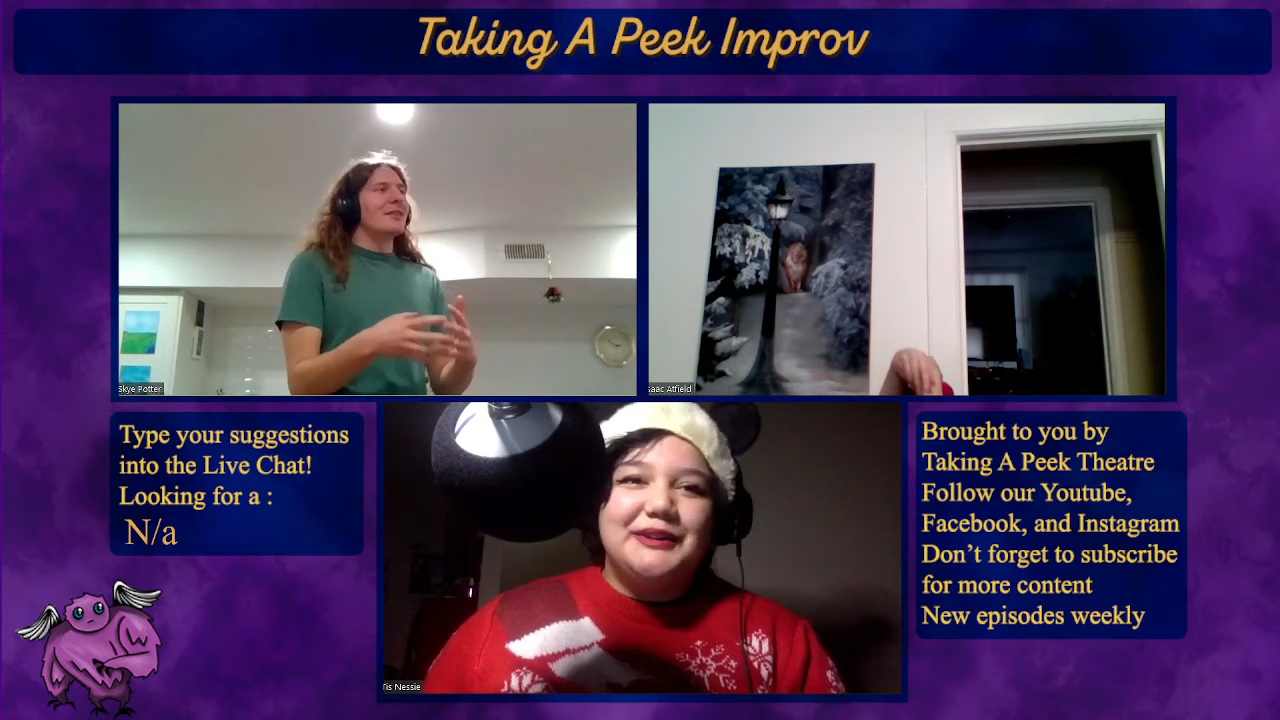 Taking A Peek Improv
Skye Potter
saac Atfield
Type your suggestions
into the Live Chat!
Looking for a :
N/a
Brought to you by
Taking A Peek Theatre
Follow our Youtube,
Facebook, and Instagram
Don't forget to subscribe
for more content
New episodes weekly
Tis Nessie